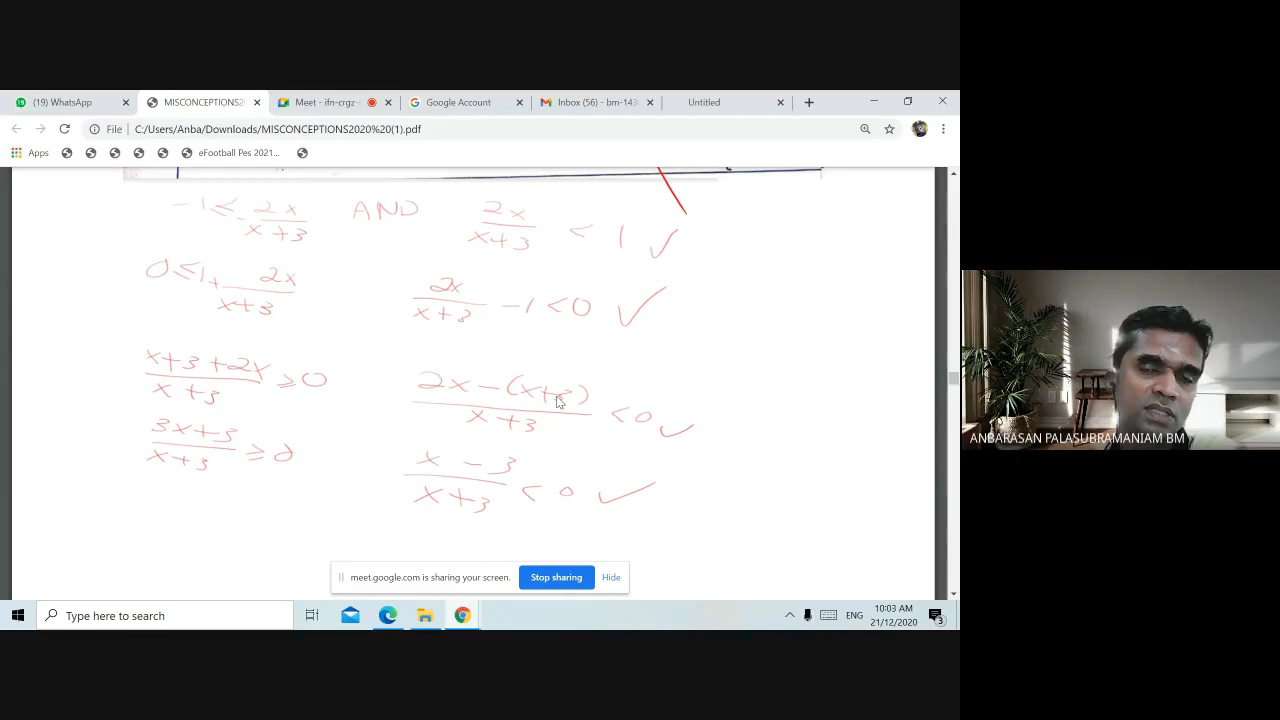 (19) WhatsApp
MISCONCEPTIONS20
Meet - ifn-crgz-
Google Account
Inbox (56) - bm-143
Untitled
File C:/Users/Anba/Downloads/MISCONCEPTIONS2020%20(1).pdf
Apps
eFootball Pes 2021...
-1 ≤ 2x/(x+3) AND 2x/(x+3) < 1 ✓
0 ≤ 1 + 2x/(x+3)
2x/(x+3) - 1 < 0 ✓
(x+3+2x)/(x+3) ≥ 0
(2x-(x+3))/(x+3) < 0 ✓
(3x+3)/(x+3) ≥ 0
(x-3)/(x+3) < 0 ✓
ANBARASAN PALASUBRAMANIAM BM
meet.google.com is sharing your screen.
Stop sharing
Hide
Type here to search
ENG
10:03 AM
21/12/2020
3